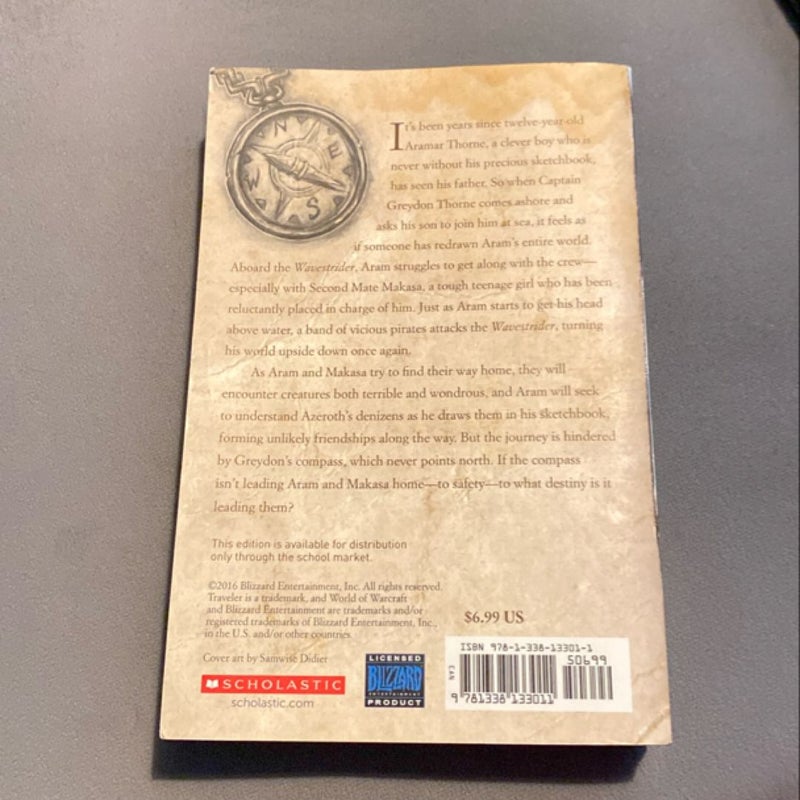 N
E
W
S
It's been years since twelve-year-old
Aramar Thorne, a clever boy who is
never without his precious sketchbook,
has seen his father. So when Captain
Greydon Thorne comes ashore and
asks his son to join him at sea, it feels as
if someone has redrawn Aram's entire world.
Aboard the Wavestrider, Aram struggles to get along with the crew—
especially with Second Mate Makasa, a tough teenage girl who has been
reluctantly placed in charge of him. Just as Aram starts to get his head
above water, a band of vicious pirates attacks the Wavestrider, turning
his world upside down once again.
As Aram and Makasa try to find their way home, they will
encounter creatures both terrible and wondrous, and Aram will seek
to understand Azeroth's denizens as he draws them in his sketchbook,
forming unlikely friendships along the way. But the journey is hindered
by Greydon's compass, which never points north. If the compass
isn't leading Aram and Makasa home—to safety—to what destiny is it
leading them?
This edition is available for distribution
only through the school market.
©2016 Blizzard Entertainment, Inc. All rights reserved.
Traveler is a trademark, and World of Warcraft
and Blizzard Entertainment are trademarks and/or
registered trademarks of Blizzard Entertainment, Inc.,
in the U.S. and/or other countries.
Cover art by Samwise Didier
SCHOLASTIC
scholastic.com
LICENSED
BLIZZARD
ENTERTAINMENT
PRODUCT
$6.99 US
ISBN 978-1-338-13301-1
50699
EAN
9 781338 133011